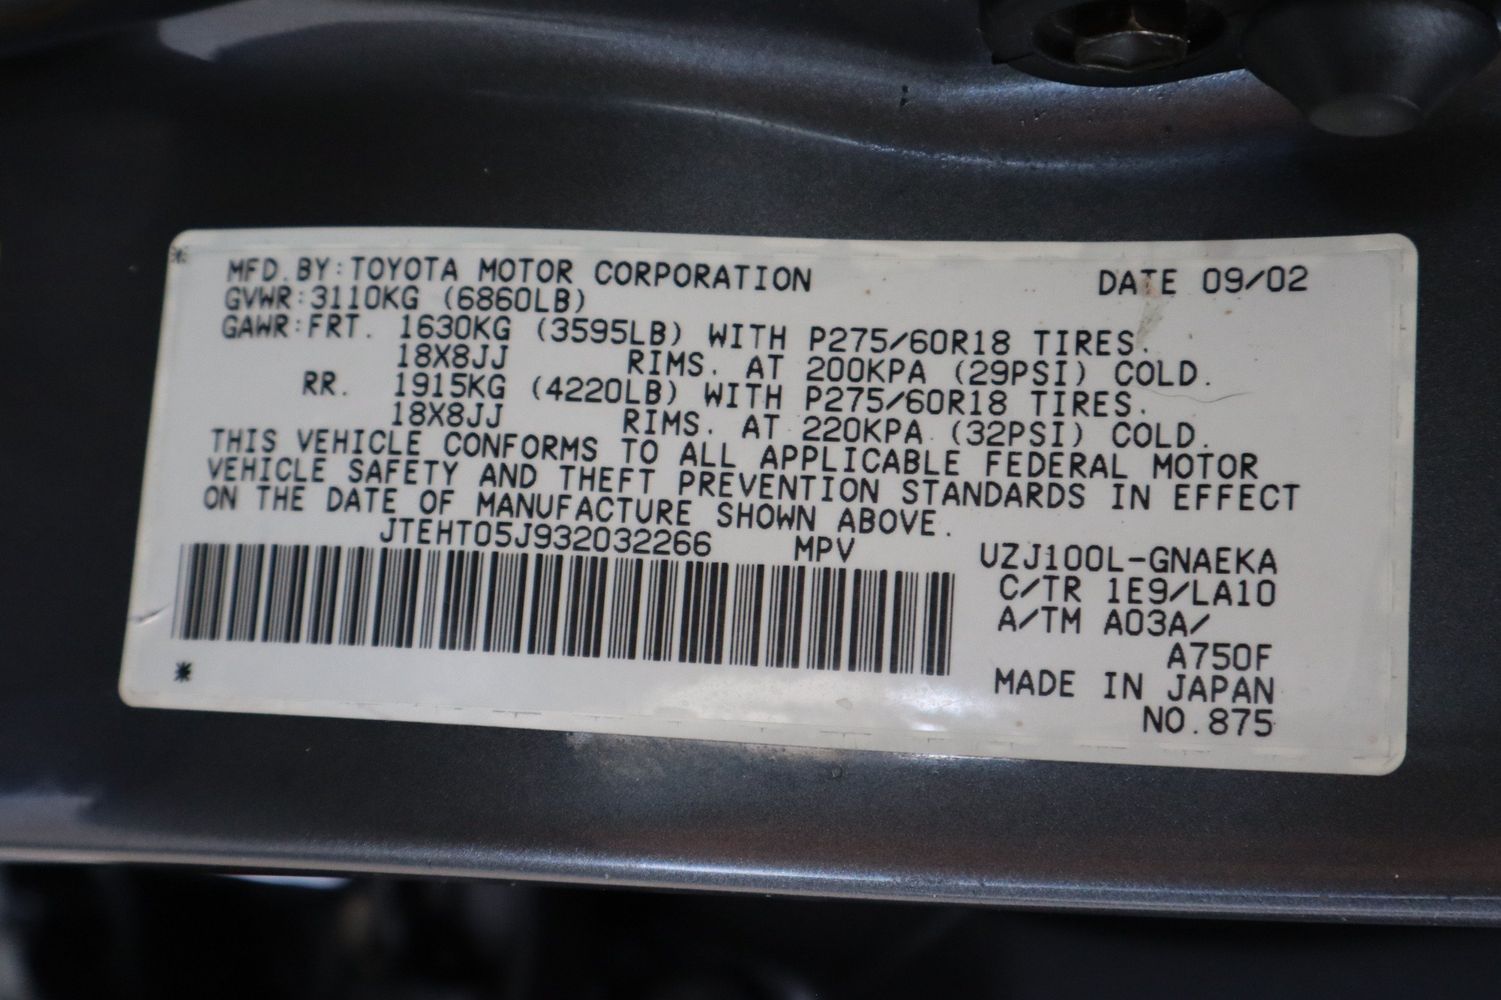 MFD. BY: TOYOTA MOTOR CORPORATION DATE 09/02
GVWR: 3110KG (6860LB)
GAWR: FRT. 1630KG (3595LB) WITH P275/60R18 TIRES.
18X8JJ RIMS. AT 200KPA (29PSI) COLD.
RR. 1915KG (4220LB) WITH P275/60R18 TIRES.
18X8JJ RIMS. AT 220KPA (32PSI) COLD.
THIS VEHICLE CONFORMS TO ALL APPLICABLE FEDERAL MOTOR
VEHICLE SAFETY AND THEFT PREVENTION STANDARDS IN EFFECT
ON THE DATE OF MANUFACTURE SHOWN ABOVE.
JTEHT05J932032266 MPV UZJ100L-GNAEKA
C/TR 1E9/LA10
A/TM A03A/
A750F
MADE IN JAPAN
NO. 875